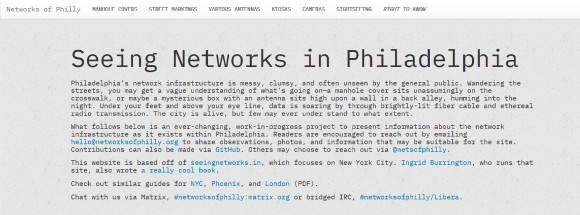 Networks of Philly MANHOLE COVERS STREET MARKINGS VARIOUS ANTENNAS KIOSKS CAMERAS SIGHTSEEING RIGHT TO KNOW
Seeing Networks in Philadelphia
Philadelphia's network infrastructure is messy, clumsy, and often unseen by the general public. Wandering the
streets, you may get a vague understanding of what's going on—a manhole cover sits unassumingly on the
crosswalk, or maybe a mysterious box with an antenna sits high upon a wall in a back alley, humming into the
night. Under your feet and above your eye line, data is soaring by through brightly-lit fiber cable and ethereal
radio transmission. The city is alive, but few may ever under stand to what extent.
What follows below is an ever-changing, work-in-progress project to present information about the network
infrastructure as it exists within Philadelphia. Readers are encouraged to reach out by emailing
hello@networksofphilly.org to share observations, photos, and information that may be suitable for the site.
Contributions can also be made via GitHub. Others may choose to reach out via @netsofphilly.
This website is based off of seeingnetworks.in, which focuses on New York City. Ingrid Burrington, who runs that
site, also wrote a really cool book.
Check out similar guides for NYC, Phoenix, and London (PDF).
Chat with us via Matrix, #networksofphilly:matrix.org or bridged IRC, #networksofphilly/Libera.